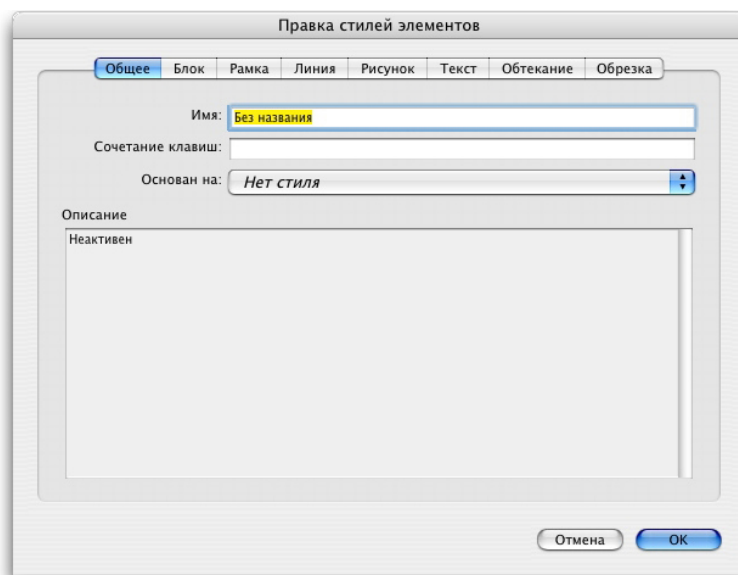 Правка стилей элементов
Общее Блок Рамка Линия Рисунок Текст Обтекание Обрезка
Имя: Без названия
Сочетание клавиш:
Основан на: Нет стиля
Описание
Неактивен
Отмена OK